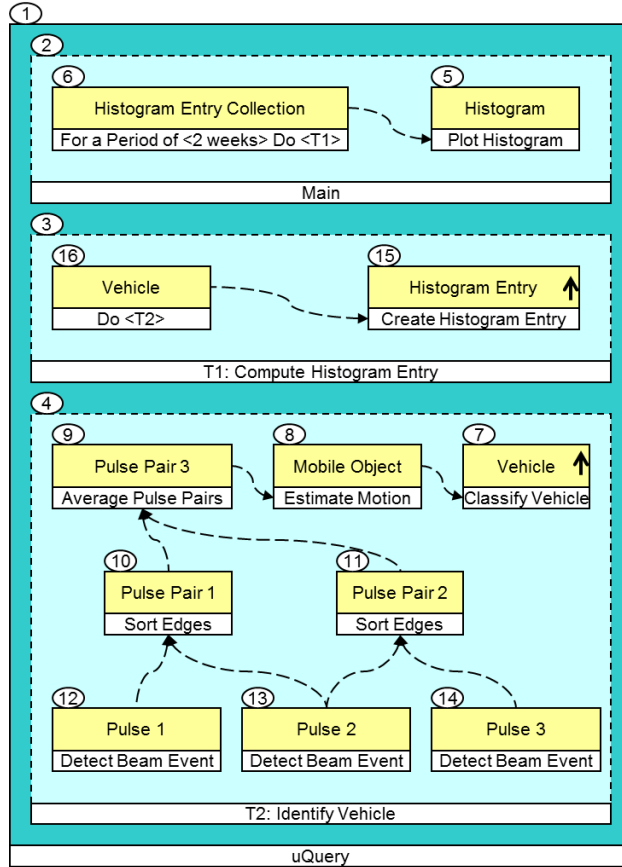 1
2
6
5
Histogram Entry Collection
Histogram
For a Period of <2 weeks> Do <T1>
Plot Histogram
Main
3
16
15
Vehicle
Histogram Entry
Do <T2>
Create Histogram Entry
T1: Compute Histogram Entry
4
9
8
7
Pulse Pair 3
Mobile Object
Vehicle
Average Pulse Pairs
Estimate Motion
Classify Vehicle
10
11
Pulse Pair 1
Pulse Pair 2
Sort Edges
Sort Edges
12
13
14
Pulse 1
Pulse 2
Pulse 3
Detect Beam Event
Detect Beam Event
Detect Beam Event
T2: Identify Vehicle
uQuery